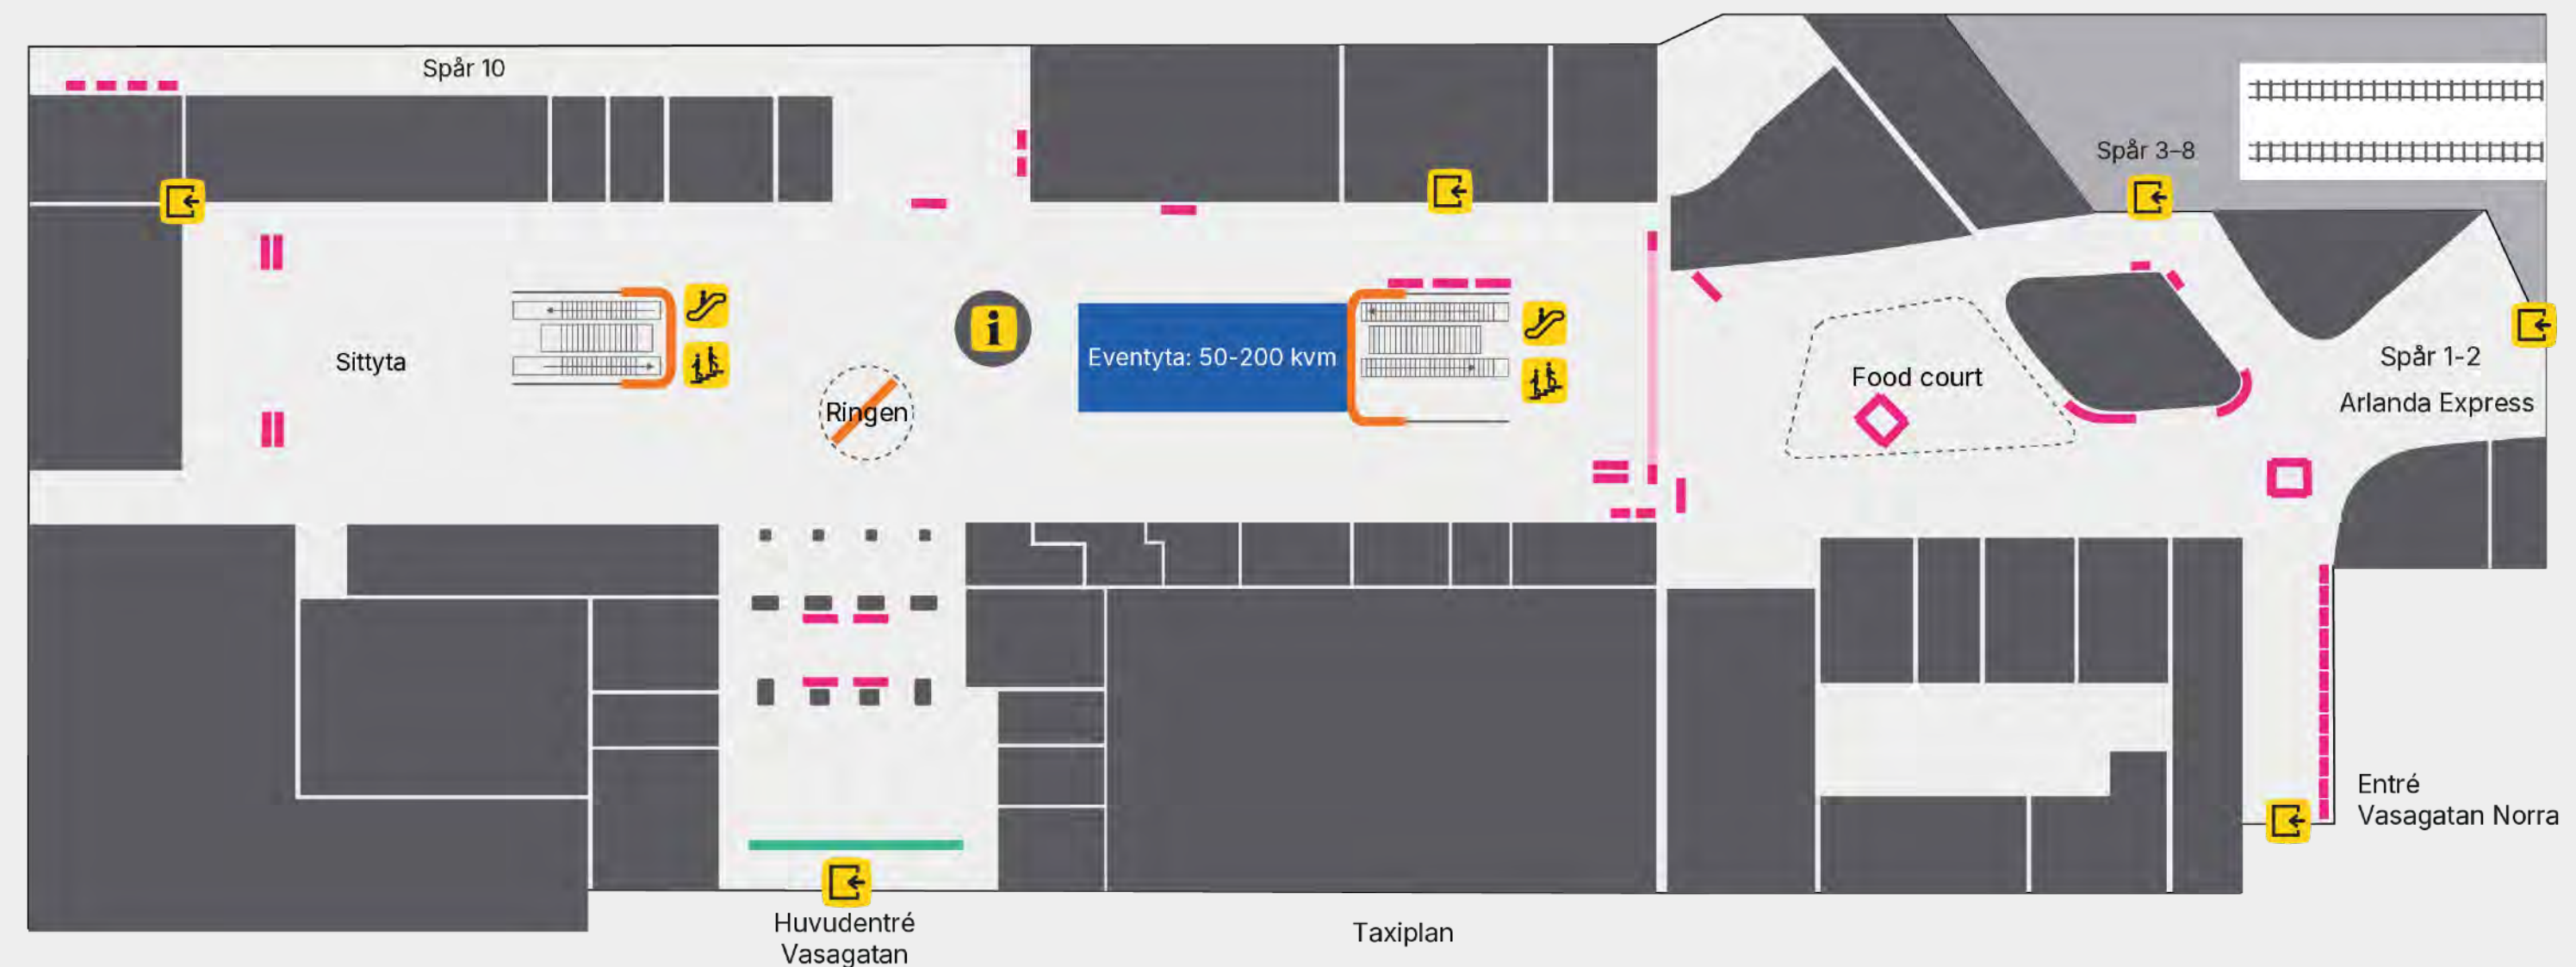 Spår 10
Spår 3–8
Sittyta
Ringen
i
Eventyta: 50-200 kvm
Food court
Spår 1-2
Arlanda Express
Entré
Vasagatan Norra
Huvudentré
Vasagatan
Taxiplan